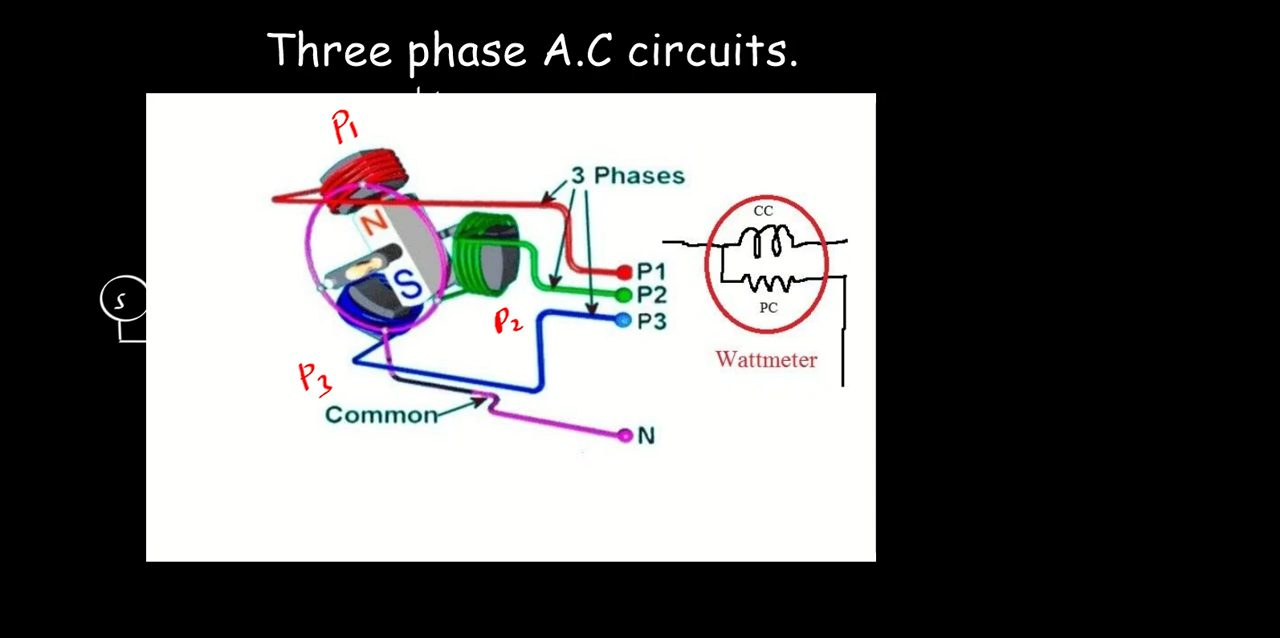 Three phase A.C circuits.
P1
3 Phases
N
S
CC
P1
P2
P3
PC
S
P2
P3
Wattmeter
Common
N